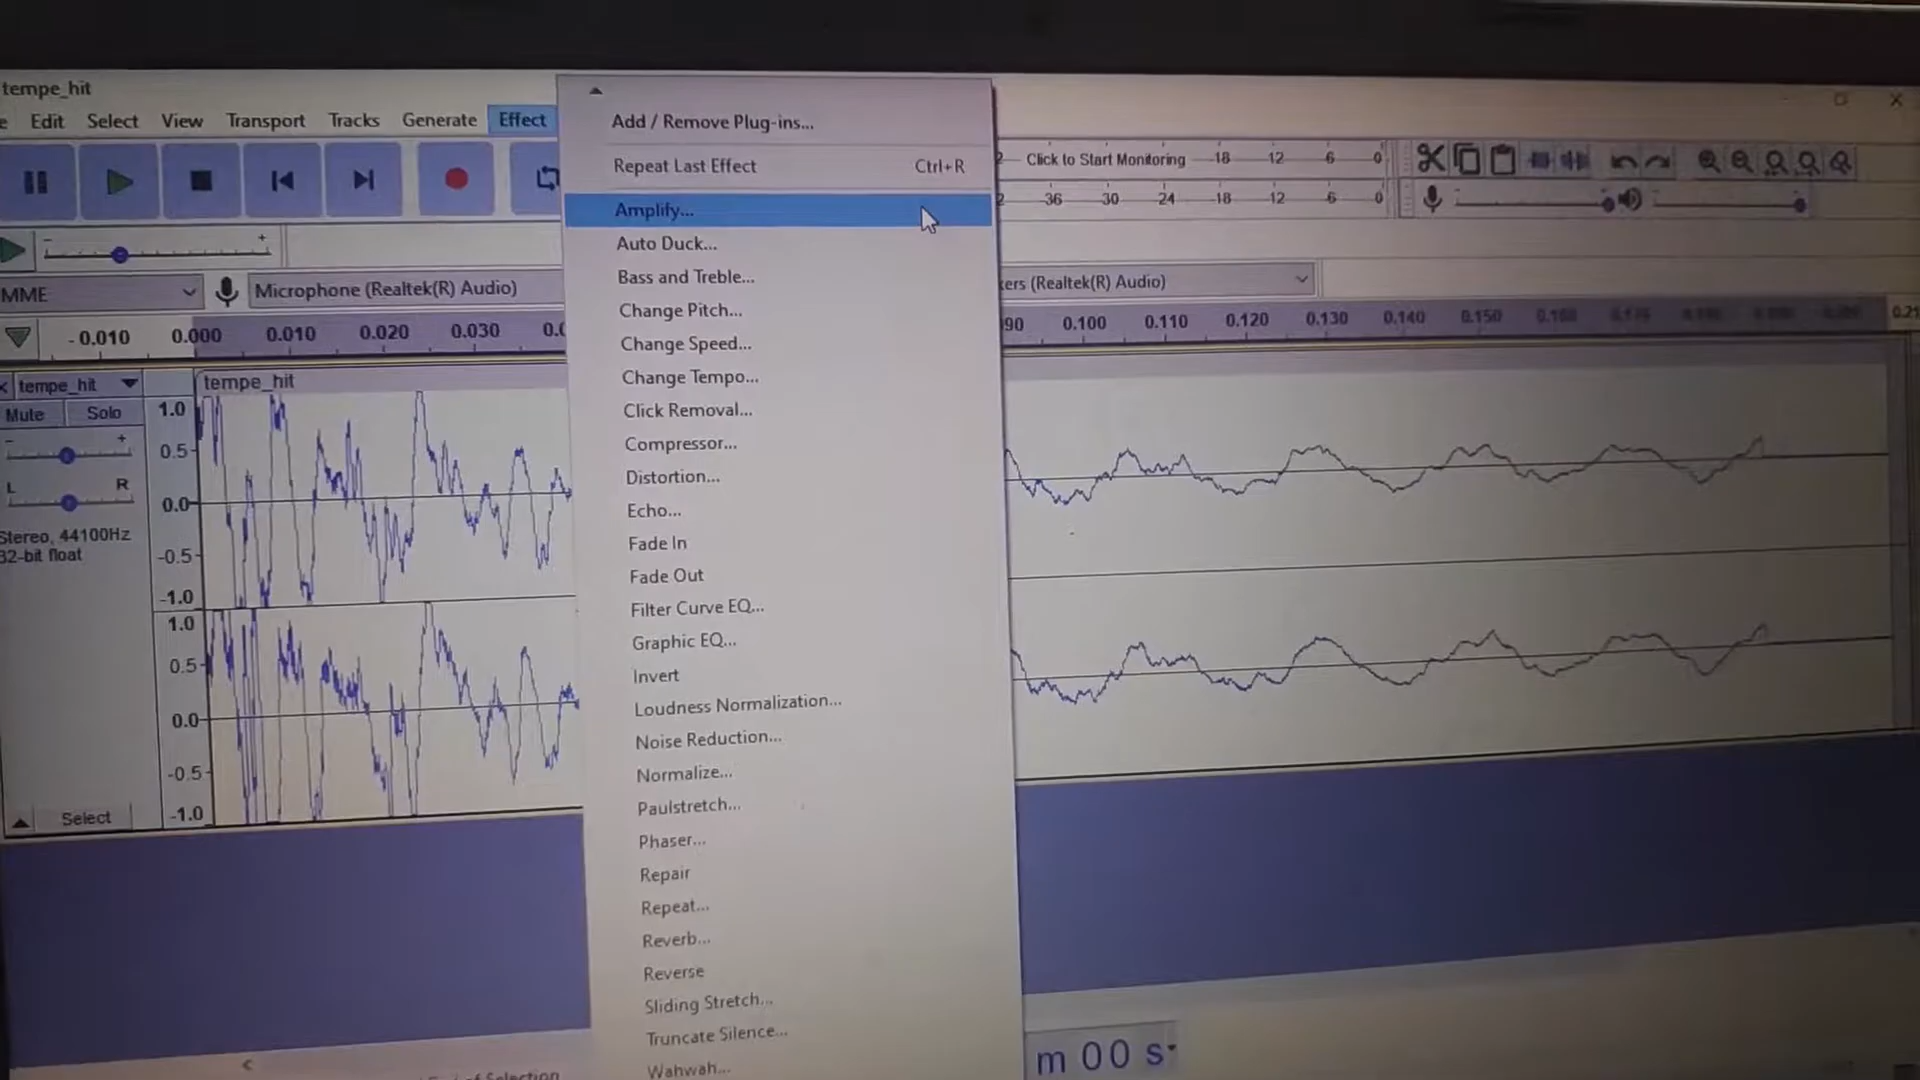 tempe_hit
Edit Select View Transport Tracks Generate Effect
Add / Remove Plug-ins...
Repeat Last Effect Ctrl+R
Amplify...
Auto Duck...
Bass and Treble...
Change Pitch...
Change Speed...
Change Tempo...
Click Removal...
Compressor...
Distortion...
Echo...
Fade In
Fade Out
Filter Curve EQ...
Graphic EQ...
Invert
Loudness Normalization...
Noise Reduction...
Normalize...
Paulstretch...
Phaser...
Repair
Repeat...
Reverb...
Reverse
Sliding Stretch...
Truncate Silence...
Wahwah...
Click to Start Monitoring -18 12 6 0
-36 30 24 -18 12 6 0
MME
Microphone (Realtek(R) Audio)
(Realtek(R) Audio)
-0.010 0.000 0.010 0.020 0.030
0.100 0.110 0.120 0.130 0.140 0.150
tempe_hit
tempe_hit
Mute Solo
- +
L R
Stereo, 44100Hz
32-bit float
Select
1.0
0.5
0.0
-0.5
-1.0
1.0
0.5
0.0
-0.5
-1.0
m 00 s